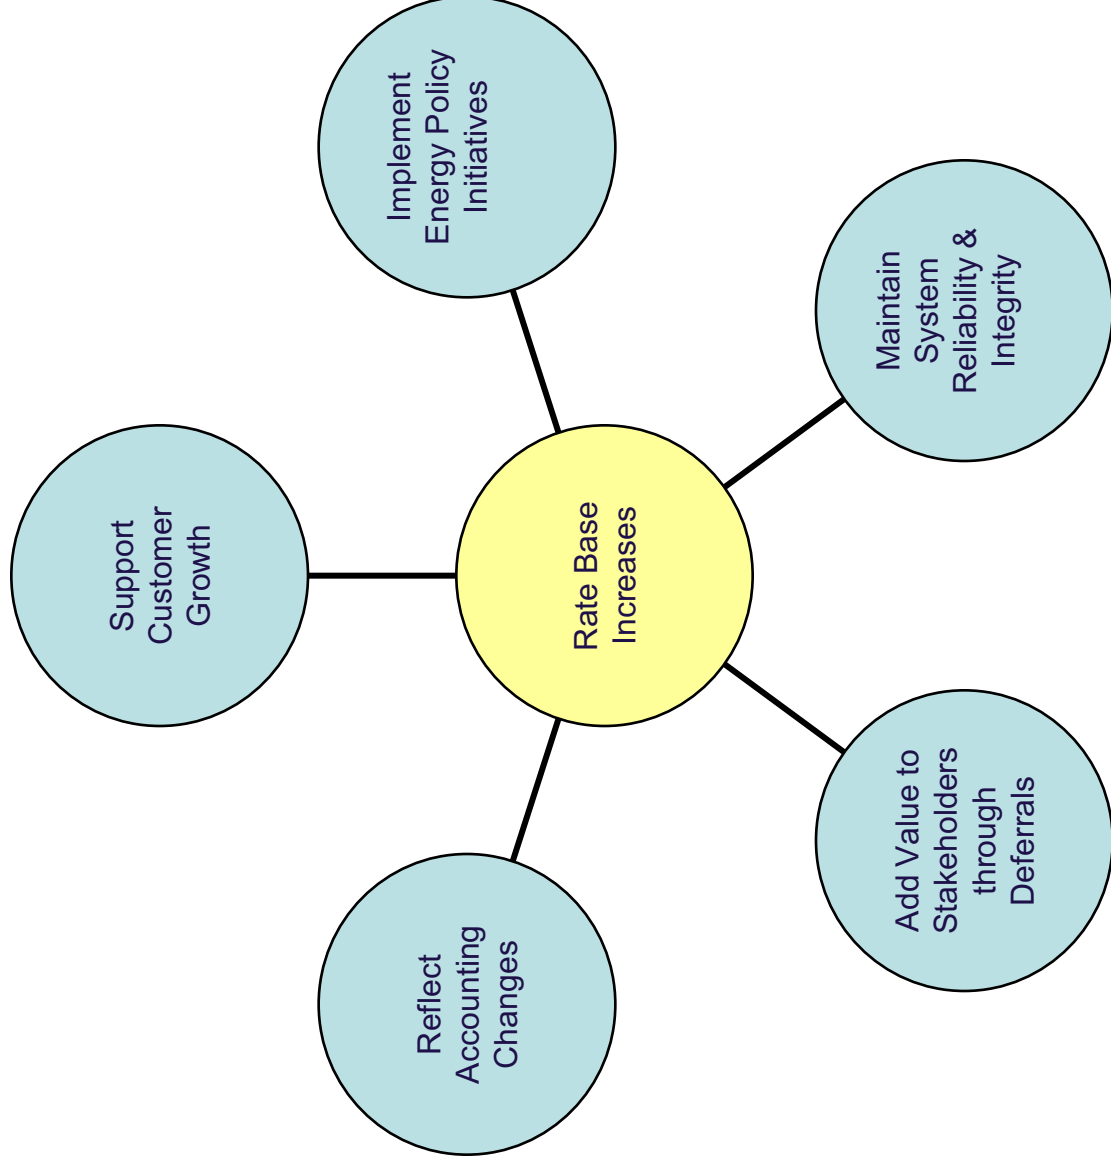 Support
Customer
Growth
Reflect
Accounting
Changes
Implement
Energy Policy
Initiatives
Rate Base
Increases
Add Value to
Stakeholders
through
Deferrals
Maintain
System
Reliability &
Integrity